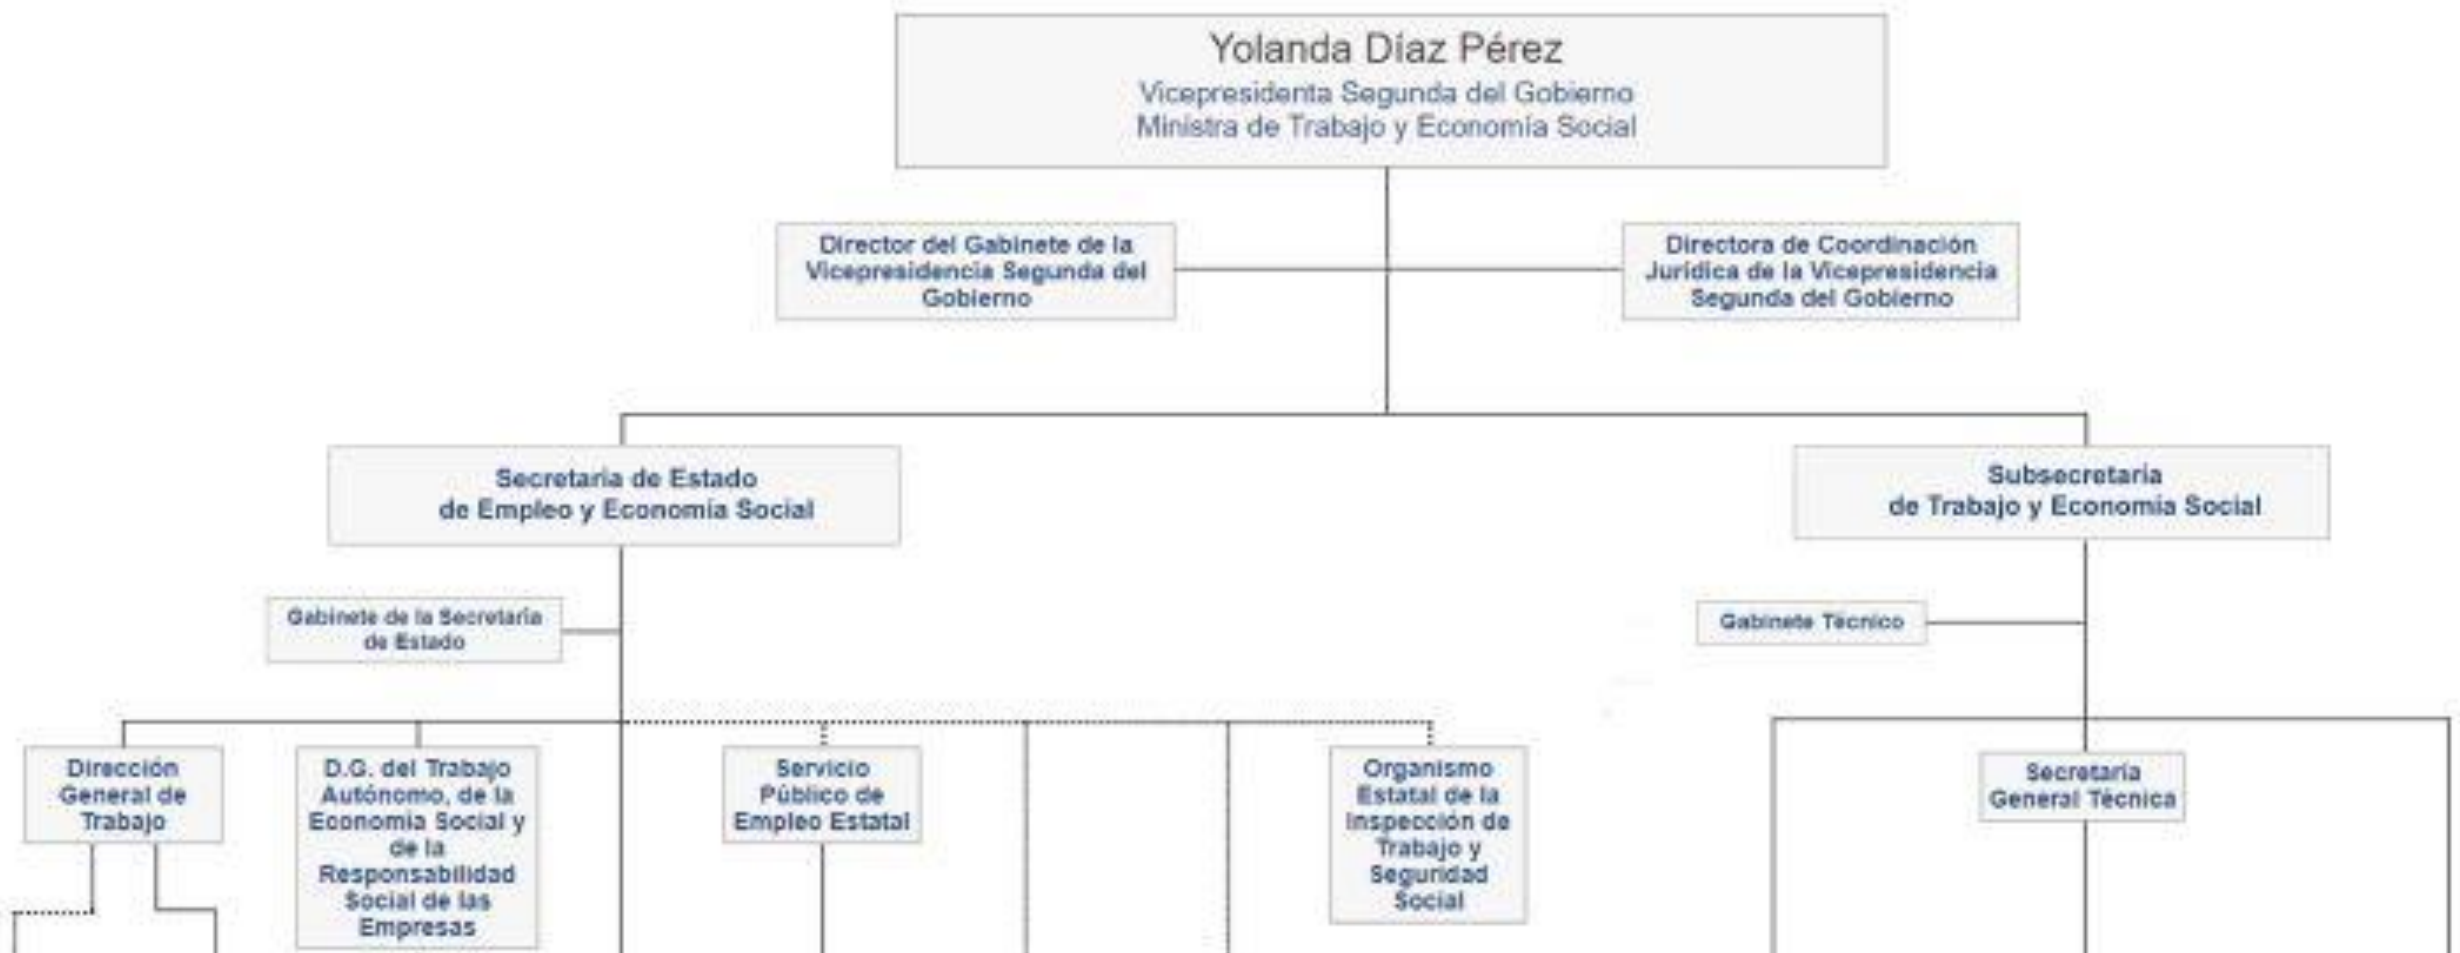 Yolanda Díaz Pérez
Vicepresidenta Segunda del Gobierno
Ministra de Trabajo y Economía Social
Director del Gabinete de la
Vicepresidencia Segunda del
Gobierno
Directora de Coordinación
Jurídica de la Vicepresidencia
Segunda del Gobierno
Secretaría de Estado
de Empleo y Economía Social
Subsecretaría
de Trabajo y Economía Social
Gabinete de la Secretaría
de Estado
Gabinete Técnico
Dirección
General de
Trabajo
D.G. del Trabajo
Autónomo, de la
Economía Social y
de la
Responsabilidad
Social de las
Empresas
Servicio
Público de
Empleo Estatal
Organismo
Estatal de la
Inspección de
Trabajo y
Seguridad
Social
Secretaría
General Técnica